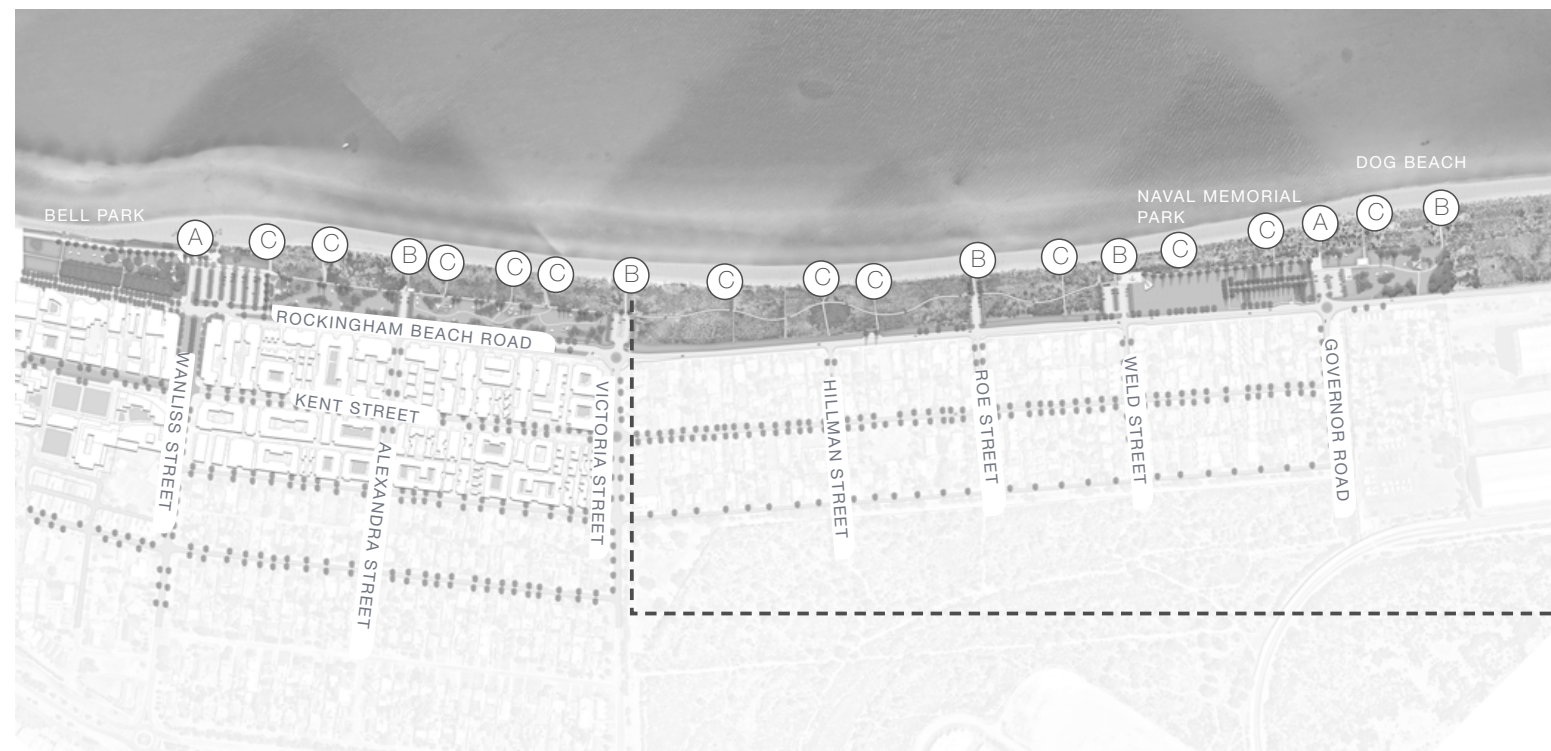 DOG BEACH
NAVAL MEMORIAL
PARK
BELL PARK
A
C
C
B
C
C
C
B
C
C
C
B
C
B
C
C
A
C
B
ROCKINGHAM BEACH ROAD
KENT STREET
WANLISS STREET
ALEXANDRA STREET
VICTORIA STREET
HILLMAN STREET
ROE STREET
WELD STREET
GOVERNOR ROAD